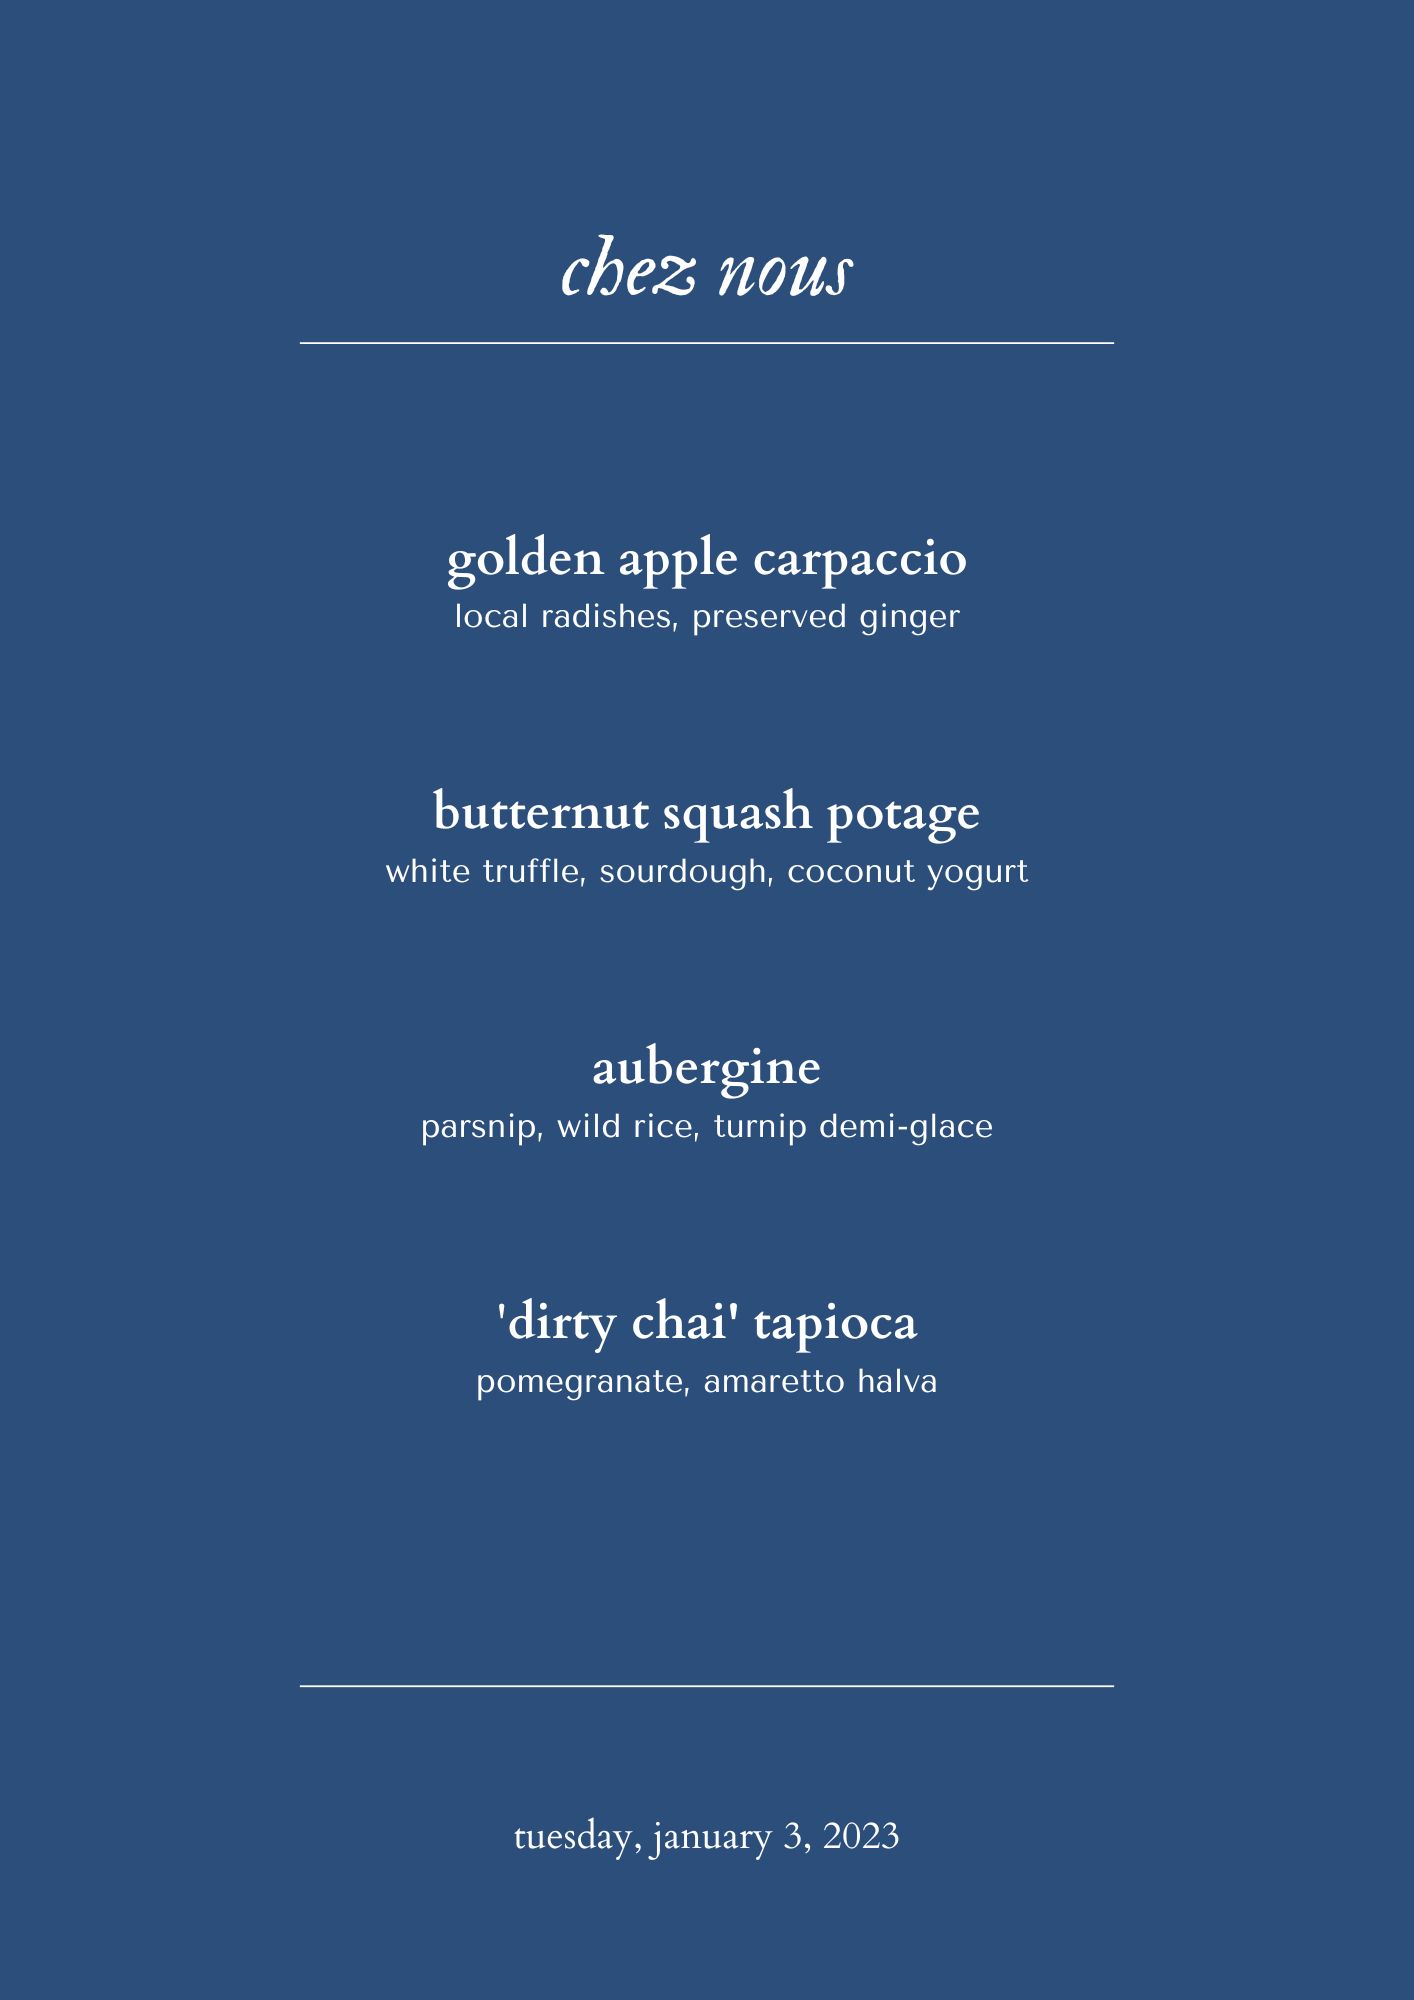 chez nous
golden apple carpaccio
local radishes, preserved ginger
butternut squash potage
white truffle, sourdough, coconut yogurt
aubergine
parsnip, wild rice, turnip demi-glace
'dirty chai' tapioca
pomegranate, amaretto halva
tuesday, january 3, 2023